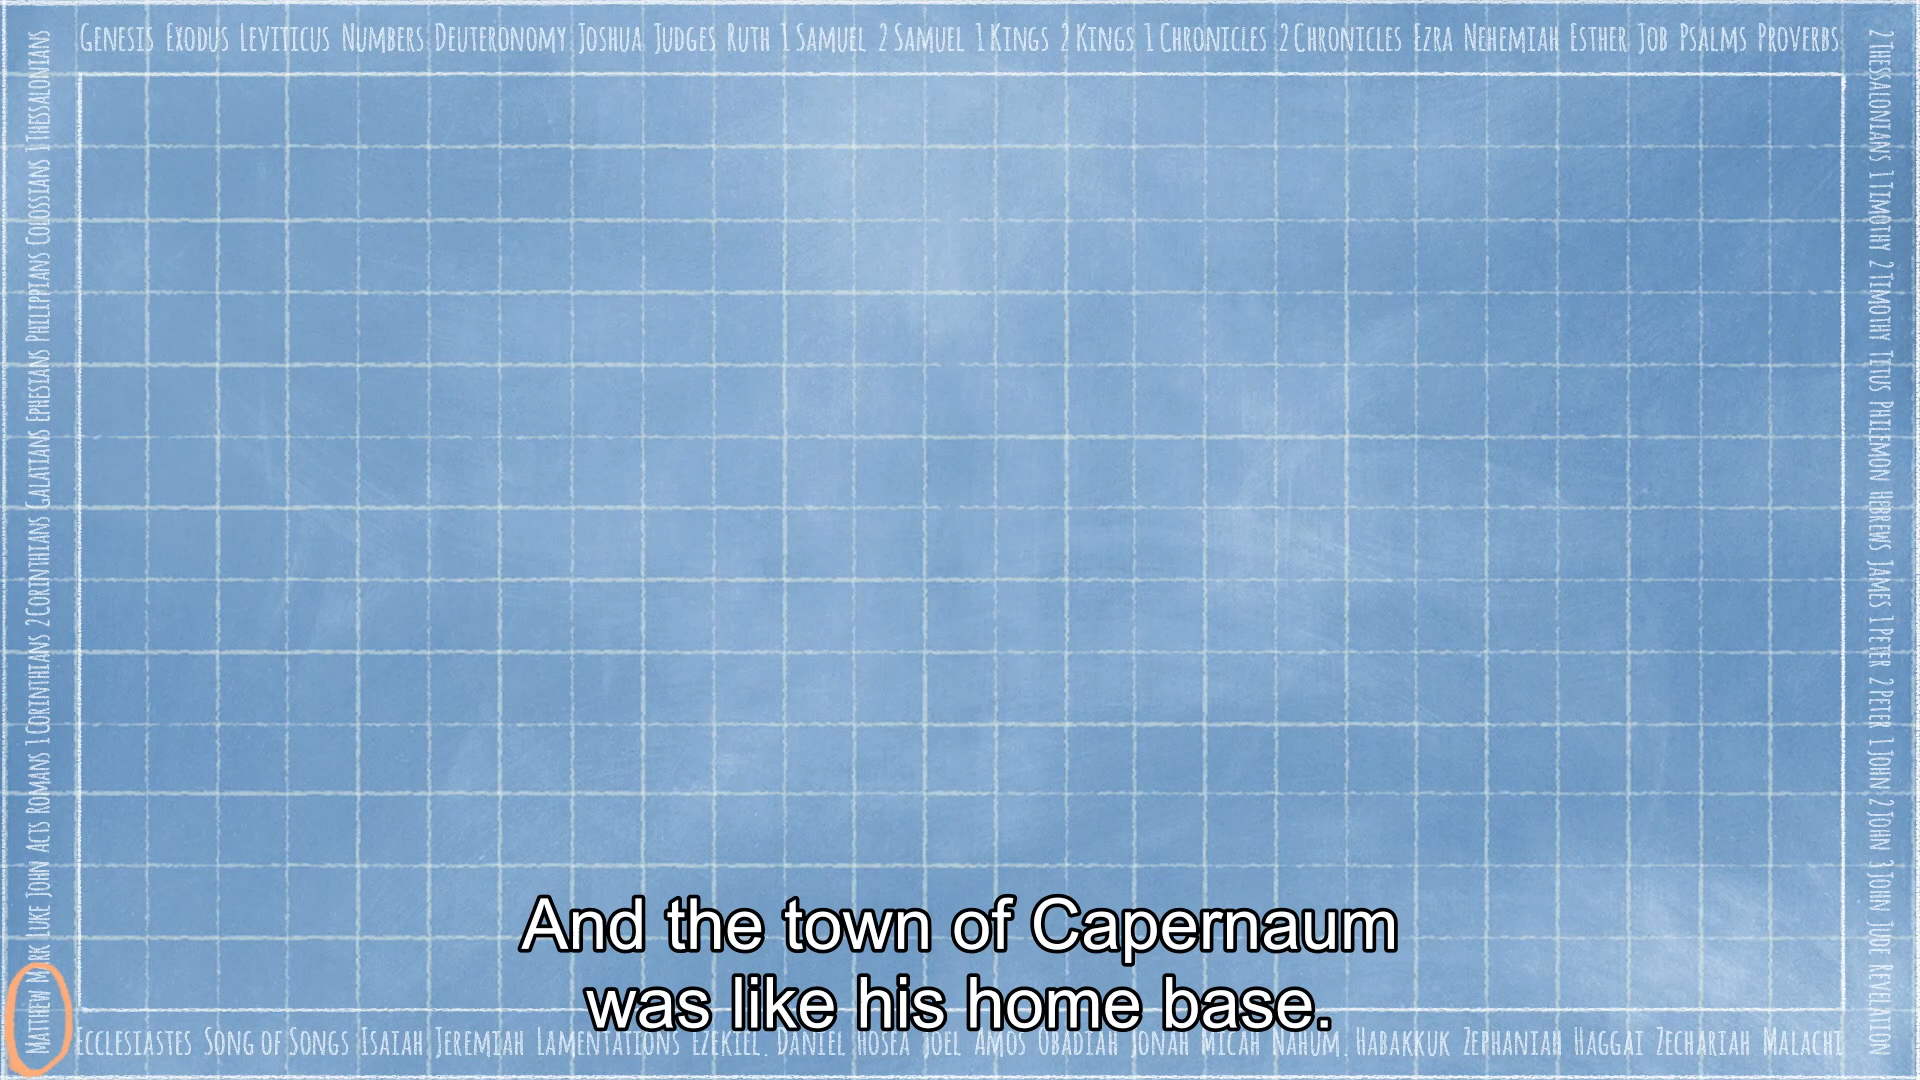 Genesis Exodus Leviticus Numbers Deuteronomy Joshua Judges Ruth 1 Samuel 2 Samuel 1 Kings 2 Kings 1 Chronicles 2 Chronicles Ezra Nehemiah Esther Job Psalms Proverbs
Matthew Mark Luke John Acts Romans 1 Corinthians 2 Corinthians Galatians Ephesians Philippians Colossians 1 Thessalonians
2 Thessalonians 1 Timothy 2 Timothy Titus Philemon Hebrews James 1 Peter 2 Peter 1 John 2 John 3 John Jude Revelation
And the town of Capernaum
was like his home base.
Ecclesiastes Song of Songs Isaiah Jeremiah Lamentations Ezekiel Daniel Hosea Joel Amos Obadiah Jonah Micah Nahum Habakkuk Zephaniah Haggai Zechariah Malachi